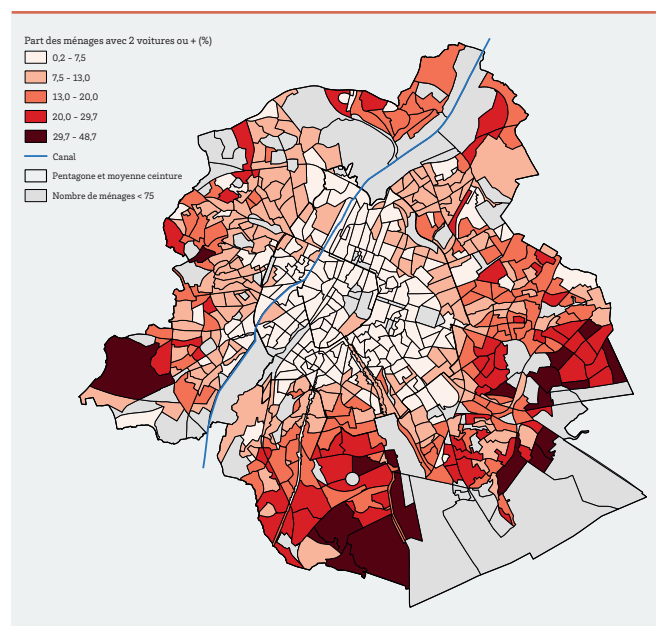 Part des ménages avec 2 voitures ou + (%)
0,2 - 7,5
7,5 - 13,0
13,0 - 20,0
20,0 - 29,7
29,7 - 48,7
Canal
Pentagone et moyenne ceinture
Nombre de ménages < 75